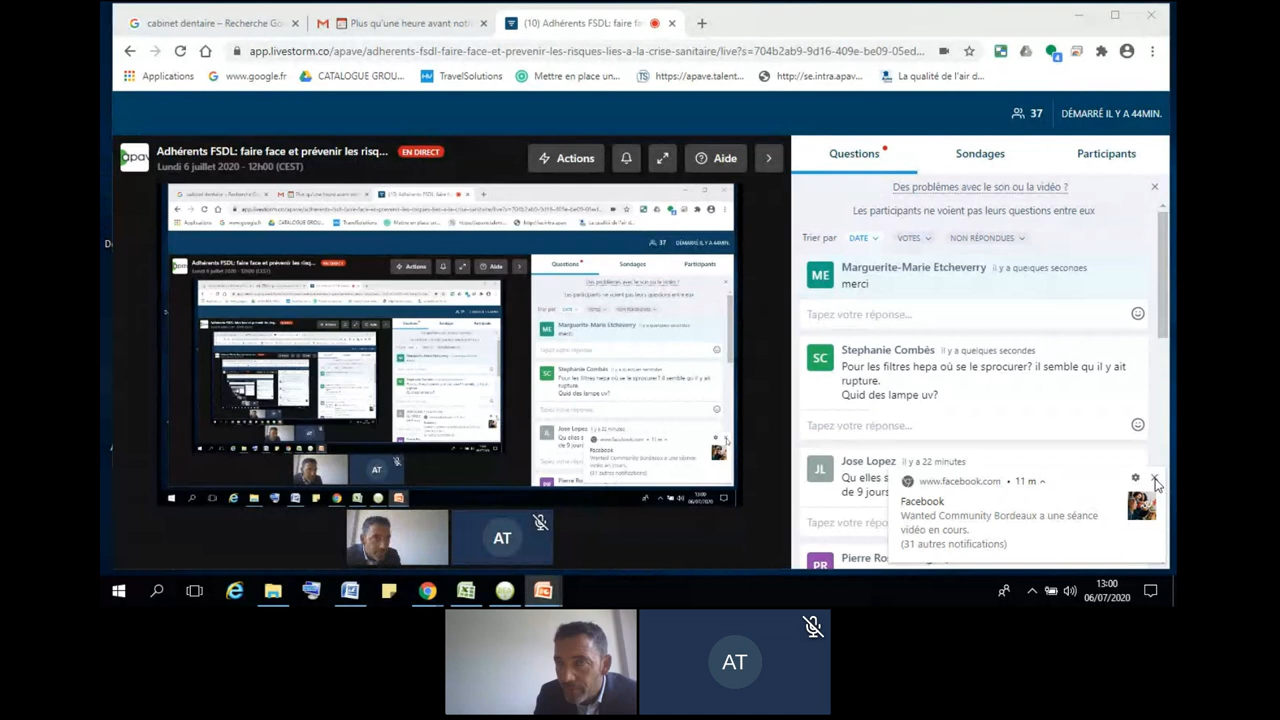 cabinet dentaire – Recherche Go
Plus qu'une heure avant not
(10) Adhérents FSDL: faire fa
app.livestorm.co/apave/adherents-fsdl-faire-face-et-prevenir-les-risques-lies-a-la-crise-sanitaire/live?s=704b2ab9-9d16-409e-be09-05ed...
4
Applications
www.google.fr
CATALOGUE GROU...
TravelSolutions
Mettre en place un...
https://apave.talent...
http://se.intra.apav...
La qualité de l'air d...
37
DÉMARRÉ IL Y A 44MIN.
apave
Adhérents FSDL: faire face et prévenir les risq...
EN DIRECT
Lundi 6 juillet 2020 - 12h00 (CEST)
Actions
Aide
Questions
Sondages
Participants
Des problèmes avec le son ou la vidéo ?
Les participants ne voient pas leurs questions entre eux
Trier par
DATE
VOTES
NON RÉPONDUES
ME
Marguerite-Marie Etcheverry il y a quelques secondes
merci
Tapez votre réponse...
SC
Stephanie Combès il y a quelques secondes
Pour les filtres hepa où se le sprocurer? il semble qu il y ait
rupture.
Quid des lampe uv?
Tapez votre réponse...
JL
Jose Lopez il y a 22 minutes
Qu elles s
de 9 jours
Tapez votre répo
PR
Pierre Ro
www.facebook.com • 11 m
Facebook
Wanted Community Bordeaux a une séance
vidéo en cours.
(31 autres notifications)
AT
13:00
06/07/2020
AT